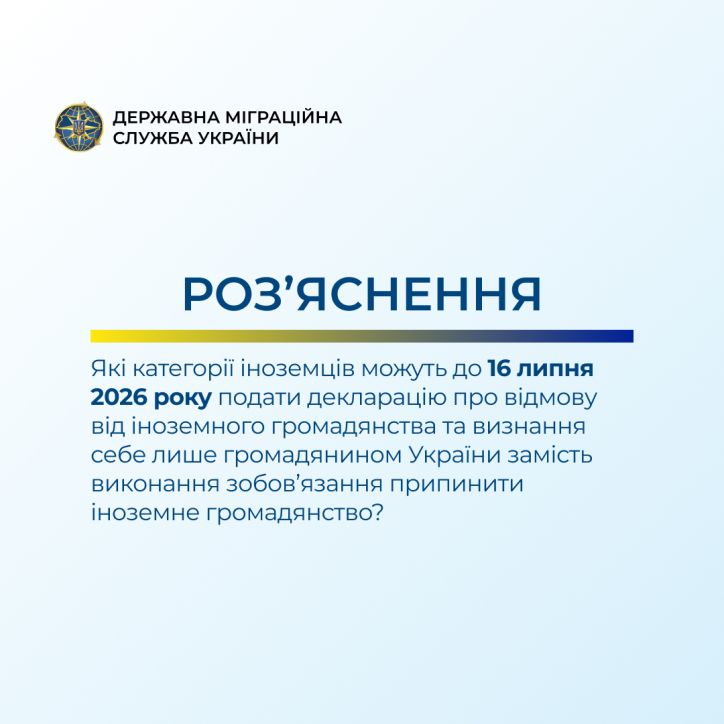 ДЕРЖАВНА МІГРАЦІЙНА
СЛУЖБА УКРАЇНИ
РОЗ’ЯСНЕННЯ
Які категорії іноземців можуть до 16 липня
2026 року подати декларацію про відмову
від іноземного громадянства та визнання
себе лише громадянином України замість
виконання зобов’язання припинити
іноземне громадянство?